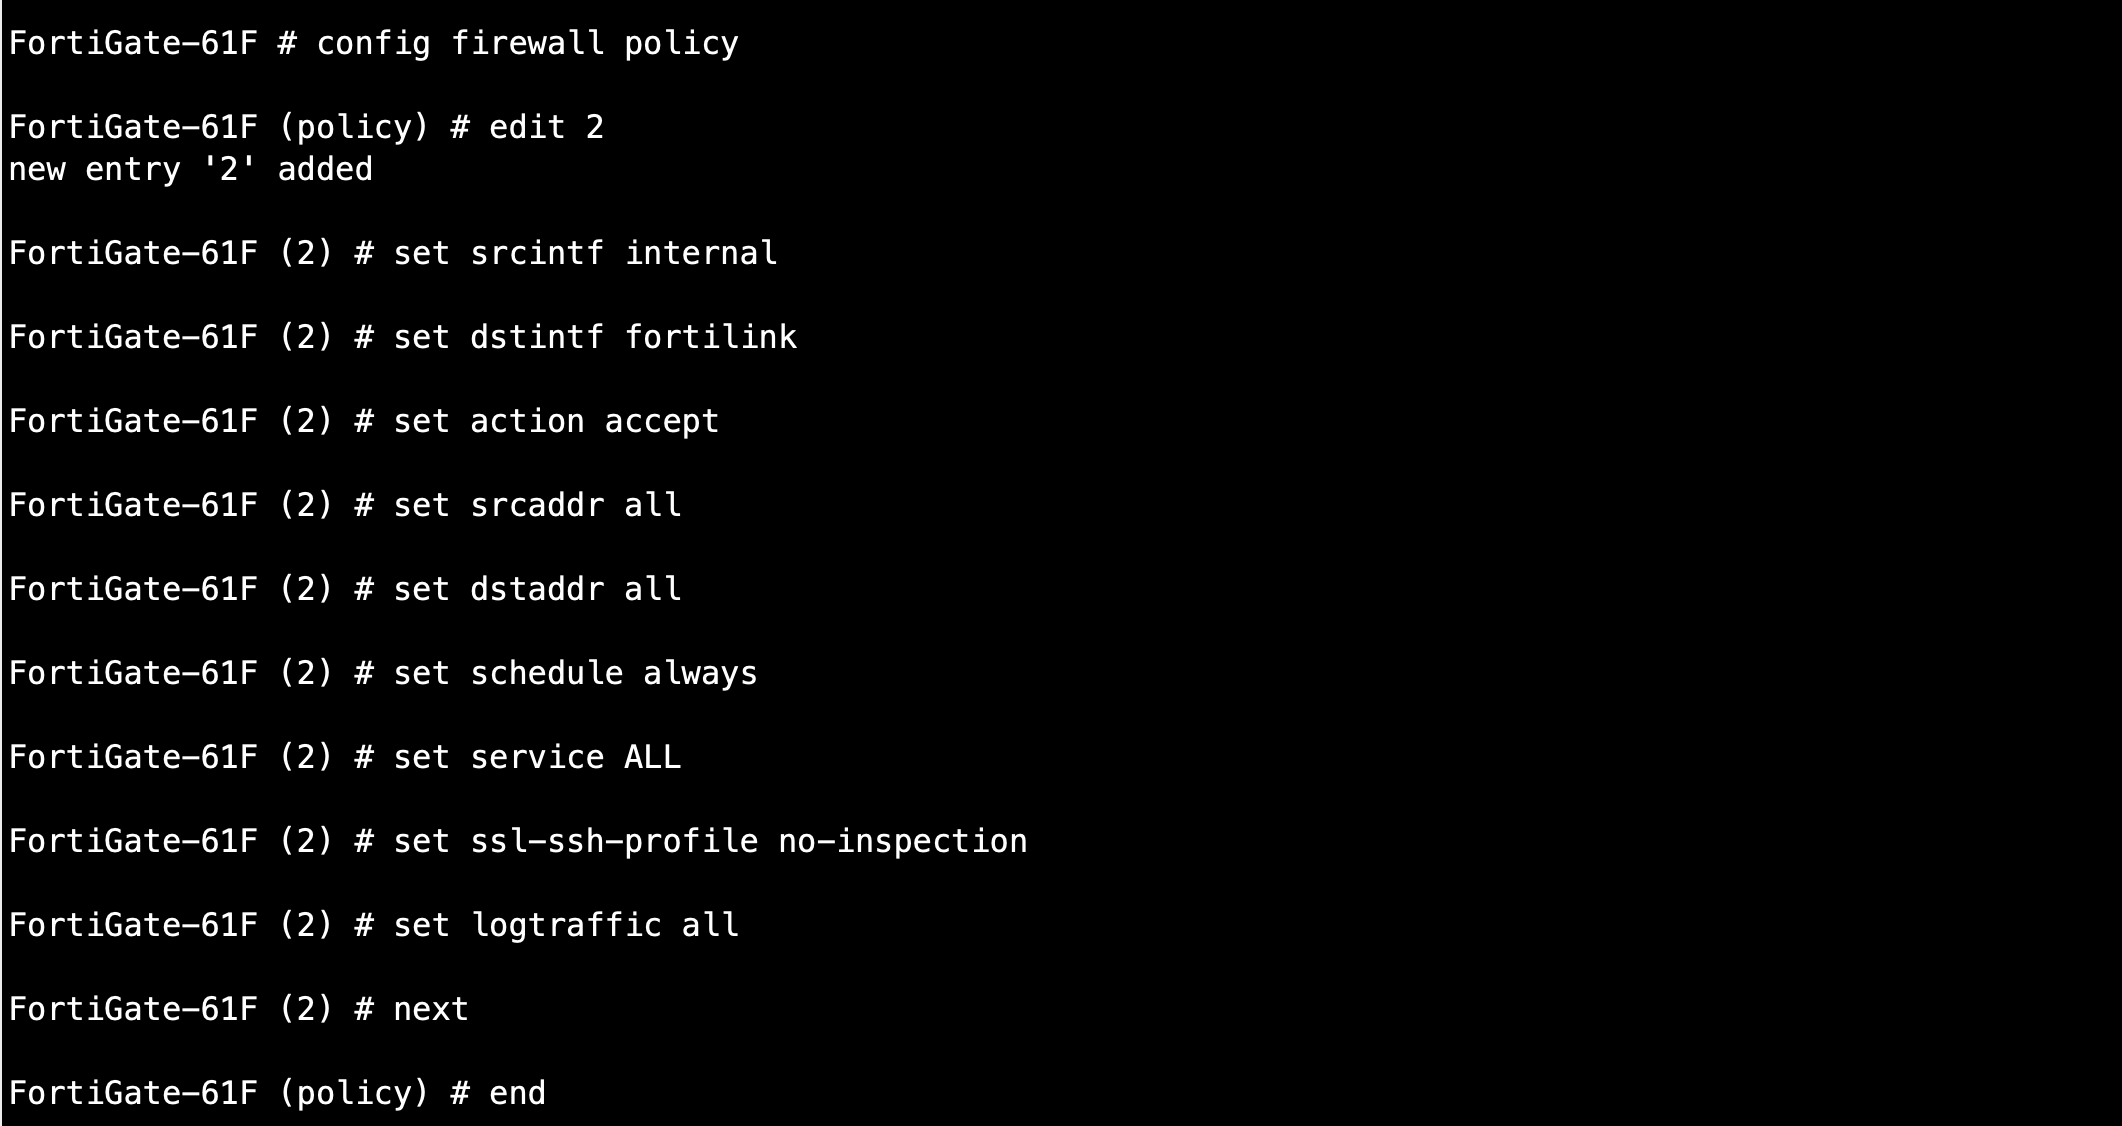 FortiGate-61F # config firewall policy
FortiGate-61F (policy) # edit 2
new entry '2' added
FortiGate-61F (2) # set srcintf internal
FortiGate-61F (2) # set dstintf fortilink
FortiGate-61F (2) # set action accept
FortiGate-61F (2) # set srcaddr all
FortiGate-61F (2) # set dstaddr all
FortiGate-61F (2) # set schedule always
FortiGate-61F (2) # set service ALL
FortiGate-61F (2) # set ssl-ssh-profile no-inspection
FortiGate-61F (2) # set logtraffic all
FortiGate-61F (2) # next
FortiGate-61F (policy) # end